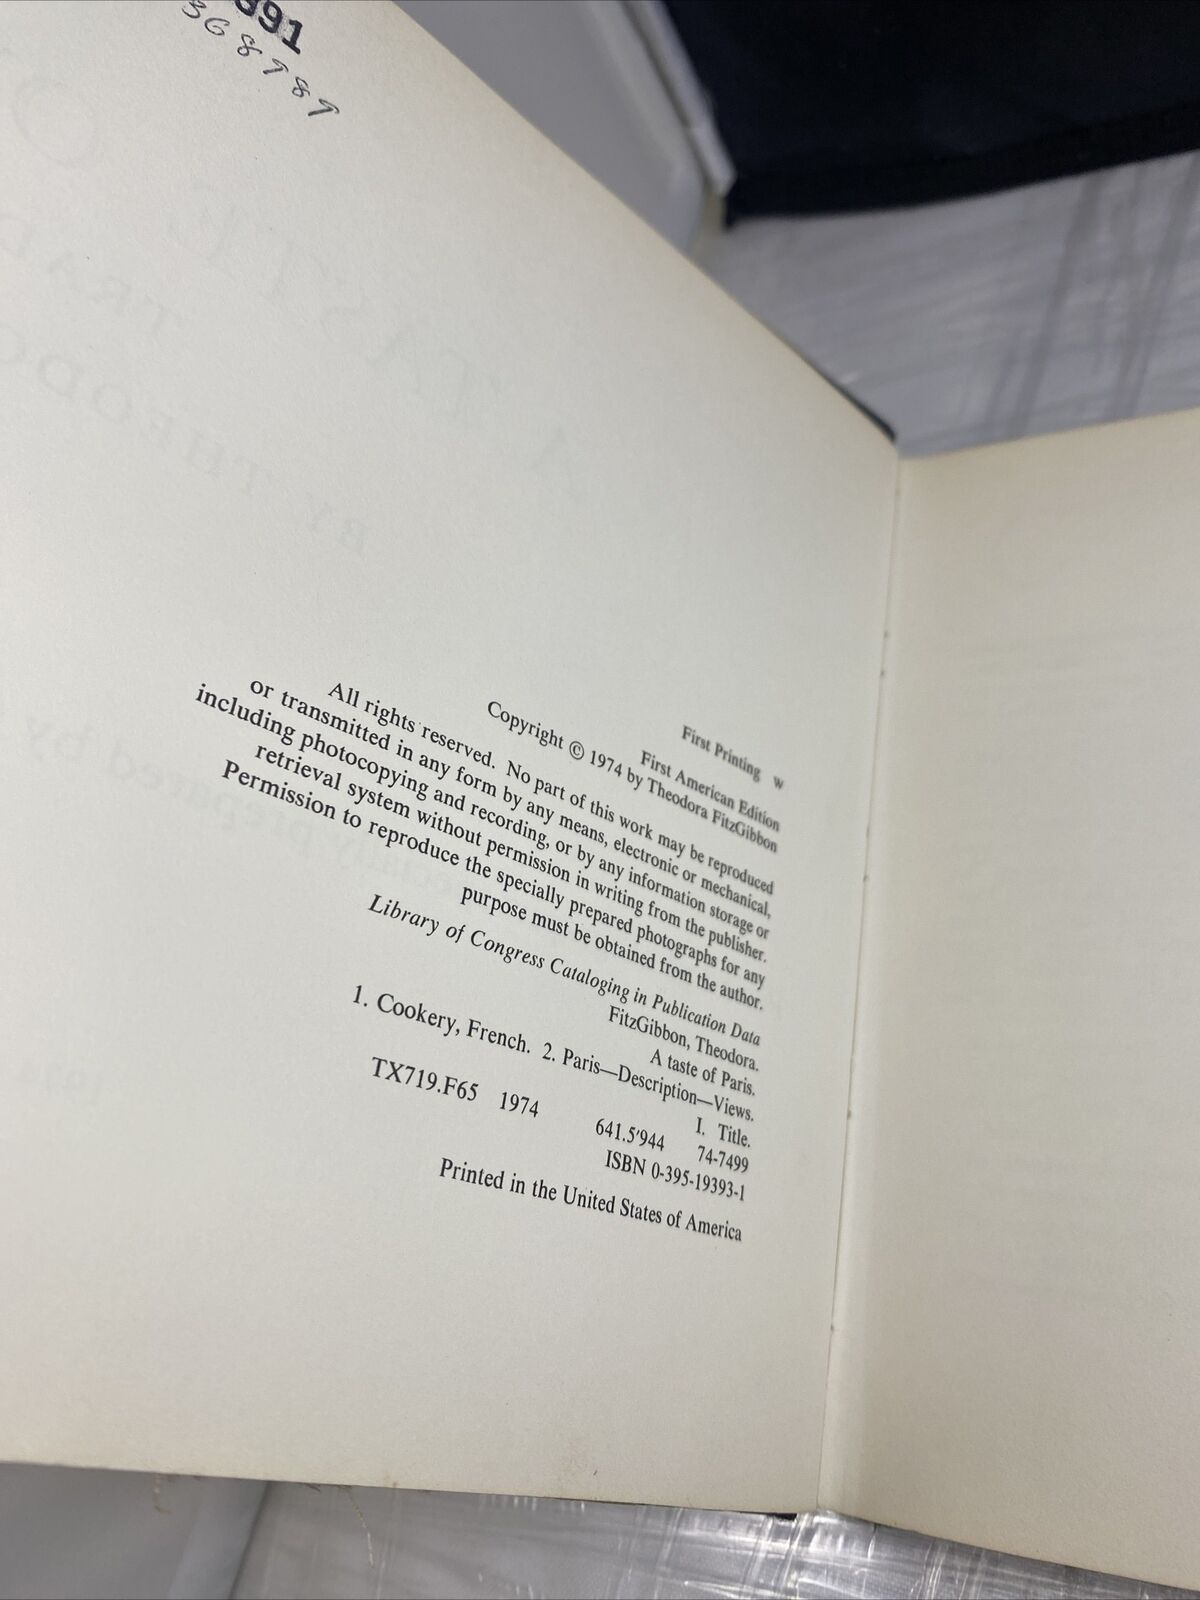 991
368789
First Printing w
First American Edition
Copyright © 1974 by Theodora FitzGibbon
All rights reserved. No part of this work may be reproduced
or transmitted in any form by any means, electronic or mechanical,
including photocopying and recording, or by any information storage or
retrieval system without permission in writing from the publisher.
Permission to reproduce the specially prepared photographs for any
purpose must be obtained from the author.
Library of Congress Cataloging in Publication Data
FitzGibbon, Theodora.
A taste of Paris.
1. Cookery, French. 2. Paris—Description—Views.
I. Title.
TX719.F65 1974 641.5'944 74-7499
ISBN 0-395-19393-1
Printed in the United States of America